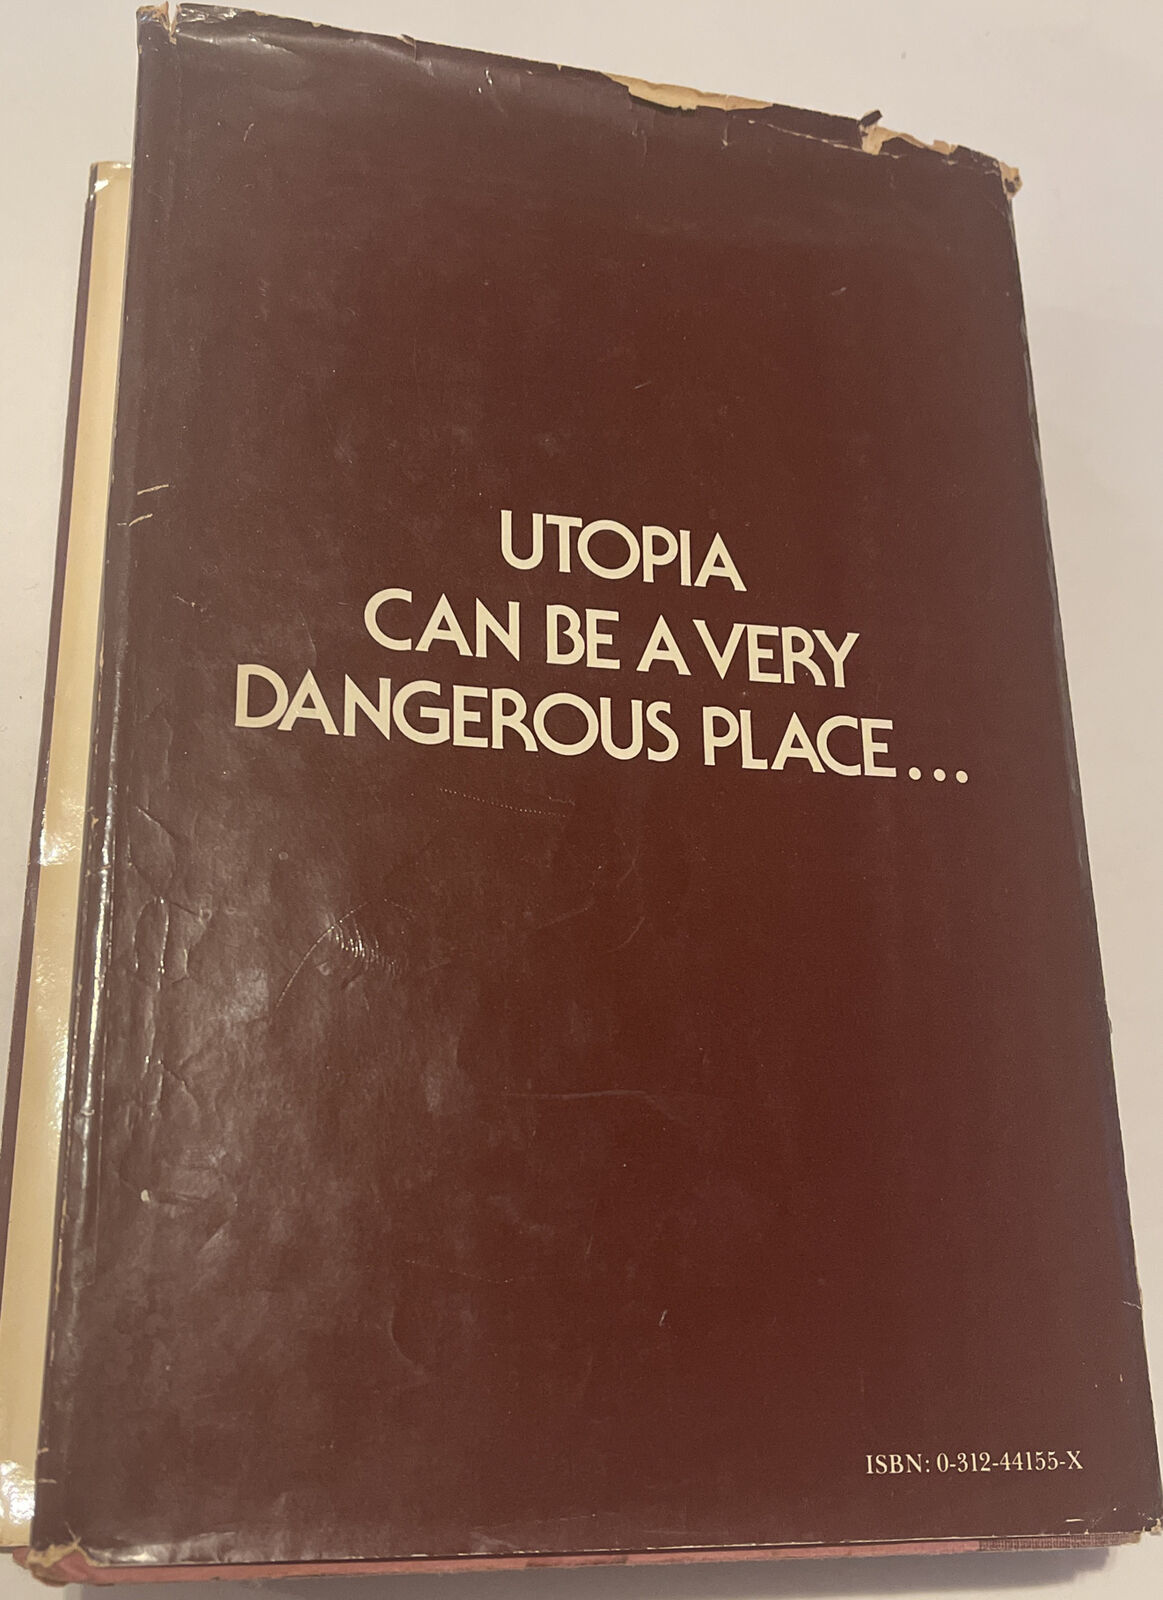 UTOPIA
CAN BE A VERY
DANGEROUS PLACE...
ISBN: 0-312-44155-X